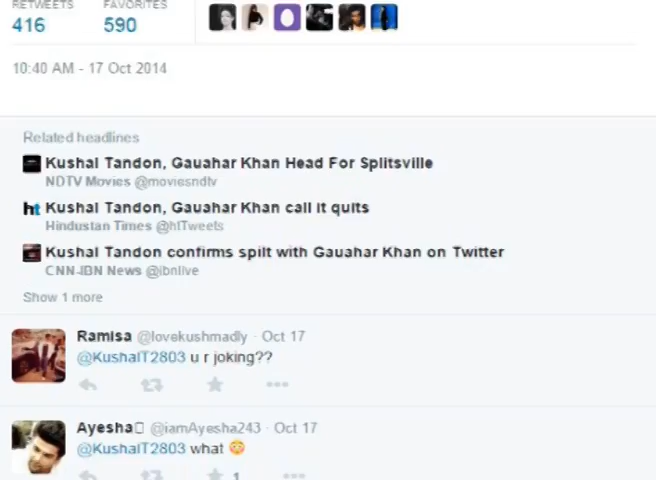 RETWEETS FAVORITES
416 590
10:40 AM - 17 Oct 2014
Related headlines
Kushal Tandon, Gauahar Khan Head For Splitsville
NDTV Movies @moviesndtv
ht Kushal Tandon, Gauahar Khan call it quits
Hindustan Times @htTweets
Kushal Tandon confirms spilt with Gauahar Khan on Twitter
CNN-IBN News @ibnlive
Show 1 more
Ramisa @lovekushmadly · Oct 17
@KushalT2803 u r joking??
Ayesha @iamAyesha243 · Oct 17
@KushalT2803 what 😳
1